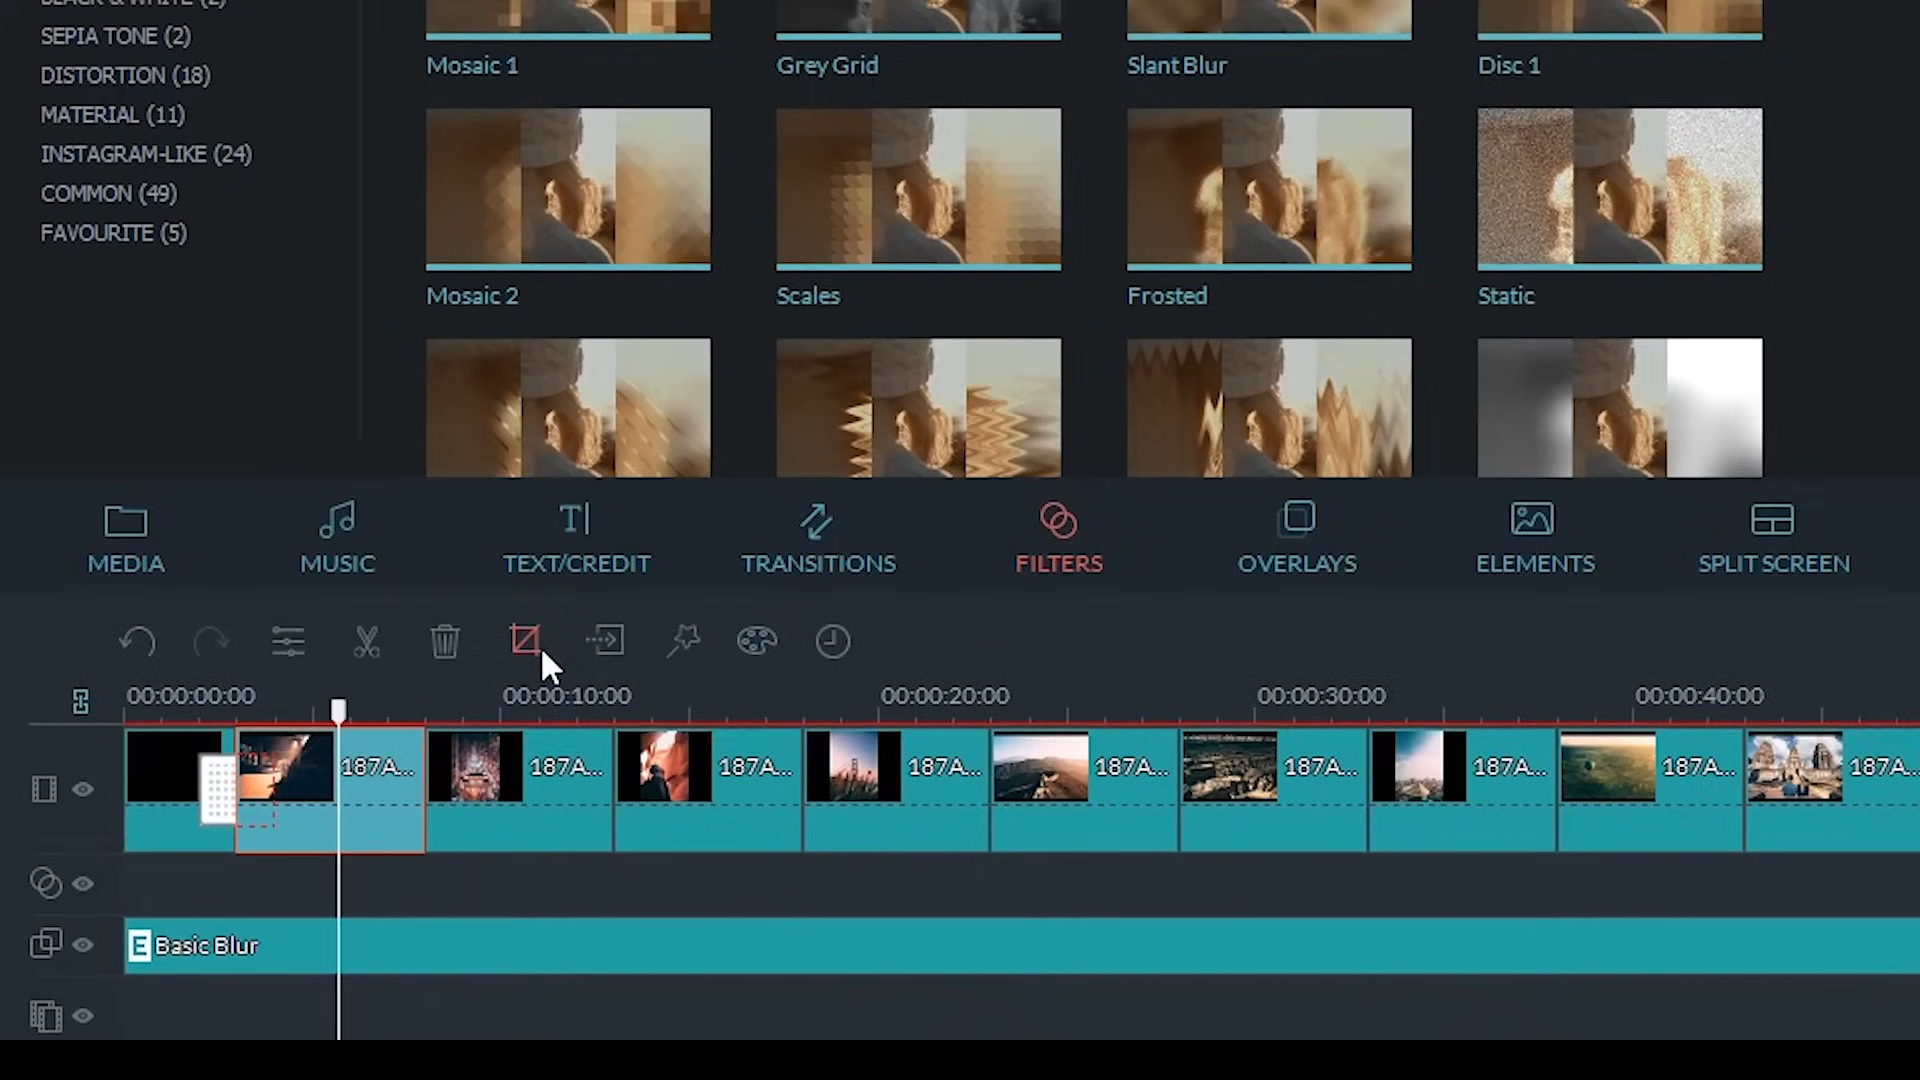 BLACK & WHITE (2)
SEPIA TONE (2)
DISTORTION (18)
MATERIAL (11)
INSTAGRAM-LIKE (24)
COMMON (49)
FAVOURITE (5)
Mosaic 1
Grey Grid
Slant Blur
Disc 1
Mosaic 2
Scales
Frosted
Static
MEDIA
MUSIC
TEXT/CREDIT
TRANSITIONS
FILTERS
OVERLAYS
ELEMENTS
SPLIT SCREEN
00:00:00:00
00:00:10:00
00:00:20:00
00:00:30:00
00:00:40:00
187A...
187A...
187A...
187A...
187A...
187A...
187A...
187A...
187A...
E Basic Blur